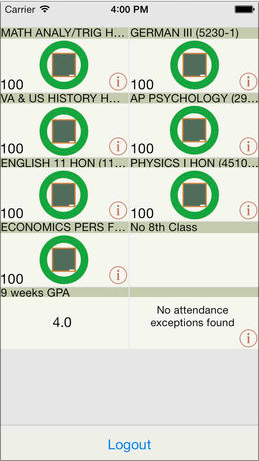 Carrier 4:00 PM
MATH ANALY/TRIG H... GERMAN III (5230-1)
100 100
VA & US HISTORY H... AP PSYCHOLOGY (29...
100 100
ENGLISH 11 HON (11... PHYSICS I HON (4510...
100 100
ECONOMICS PERS F... No 8th Class
100
9 weeks GPA
4.0
No attendance
exceptions found
Logout